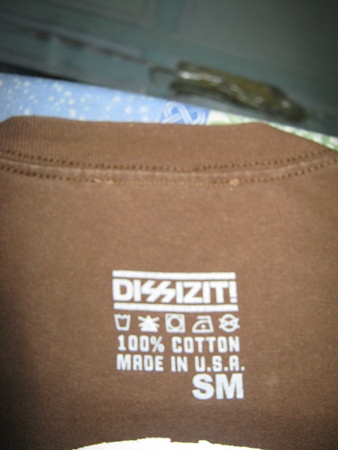 DISSIZIT!
100% COTTON
MADE IN U.S.A.
SM